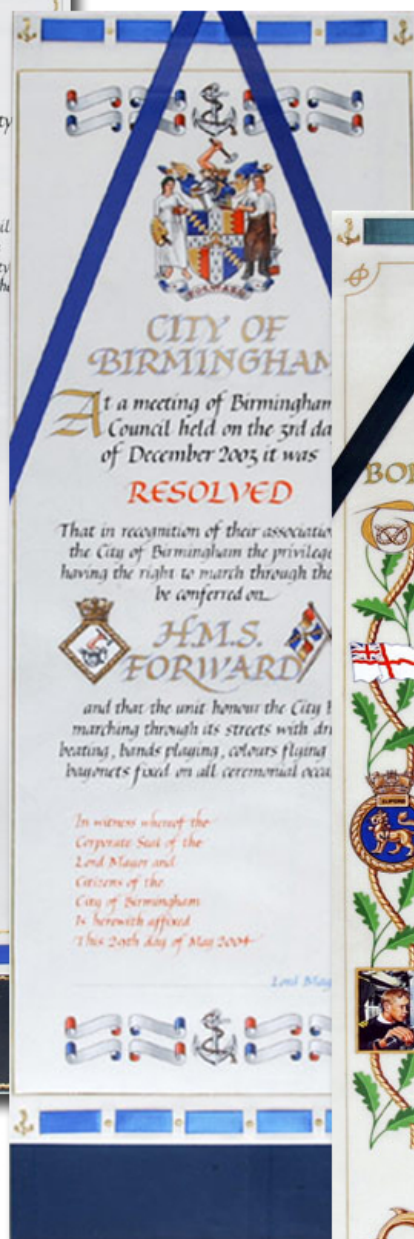 CITY OF
BIRMINGHAM
At a meeting of Birmingham
Council held on the 3rd da
of December 2003 it was
RESOLVED
That in recognition of their associatio
the City of Birmingham the privilege
having the right to march through the
be conferred on
H.M.S.
FORWARD
and that the unit honour the City
marching through its streets with dr
beating, bands playing, colours flying
bayonets fixed on all ceremonial occa
In witness whereof the
Corporate Seal of the
Lord Mayor and
Citizens of the
City of Birmingham
Is herewith affixed
This 20th day of May 2004
Lord May
BO